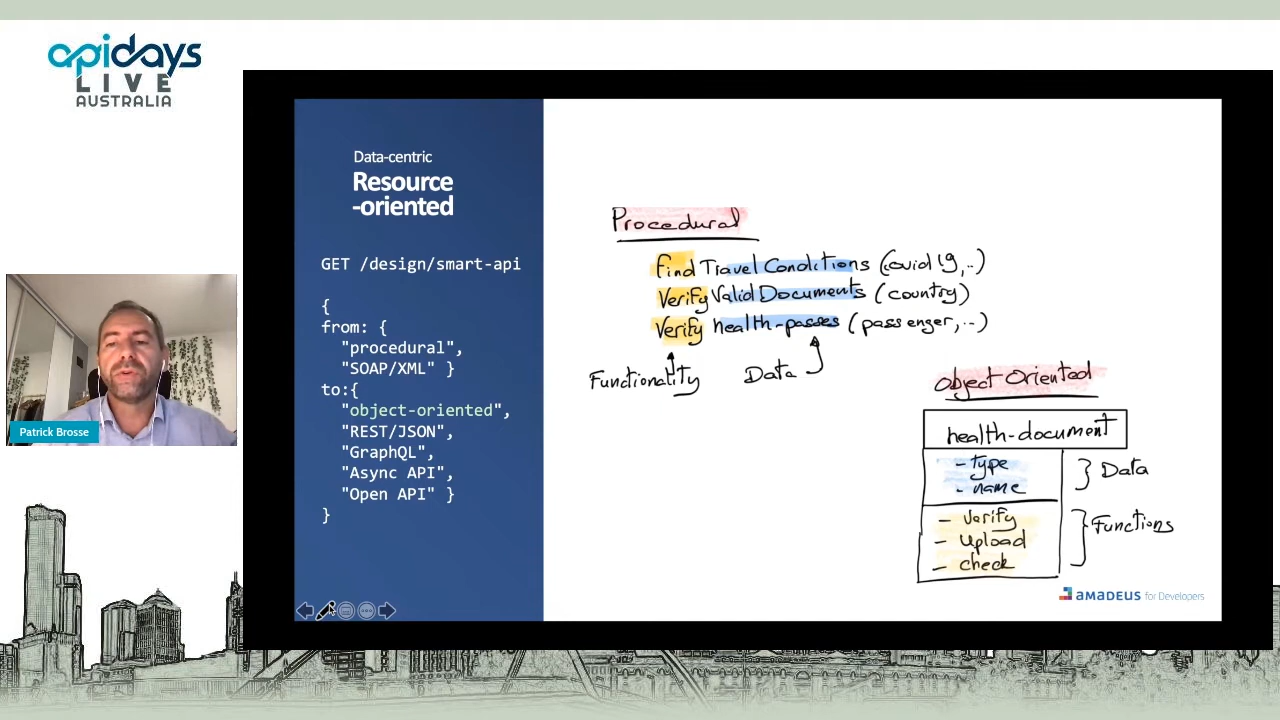 apidays
LIVE
AUSTRALIA
Patrick Brosse
Data-centric
Resource
-oriented
GET /design/smart-api
{
from: {
"procedural",
"SOAP/XML" }
to:{
"object-oriented",
"REST/JSON",
"GraphQL",
"Async API",
"Open API" }
}
Procedural
Find Travel Conditions (covid 19,..)
Verify Valid Documents (country)
Verify health-passes (passenger,..)
Functionality
Data
Object Oriented
health-document
- type
- name
Data
- Verify
- Upload
- check
Functions
amadeus for Developers